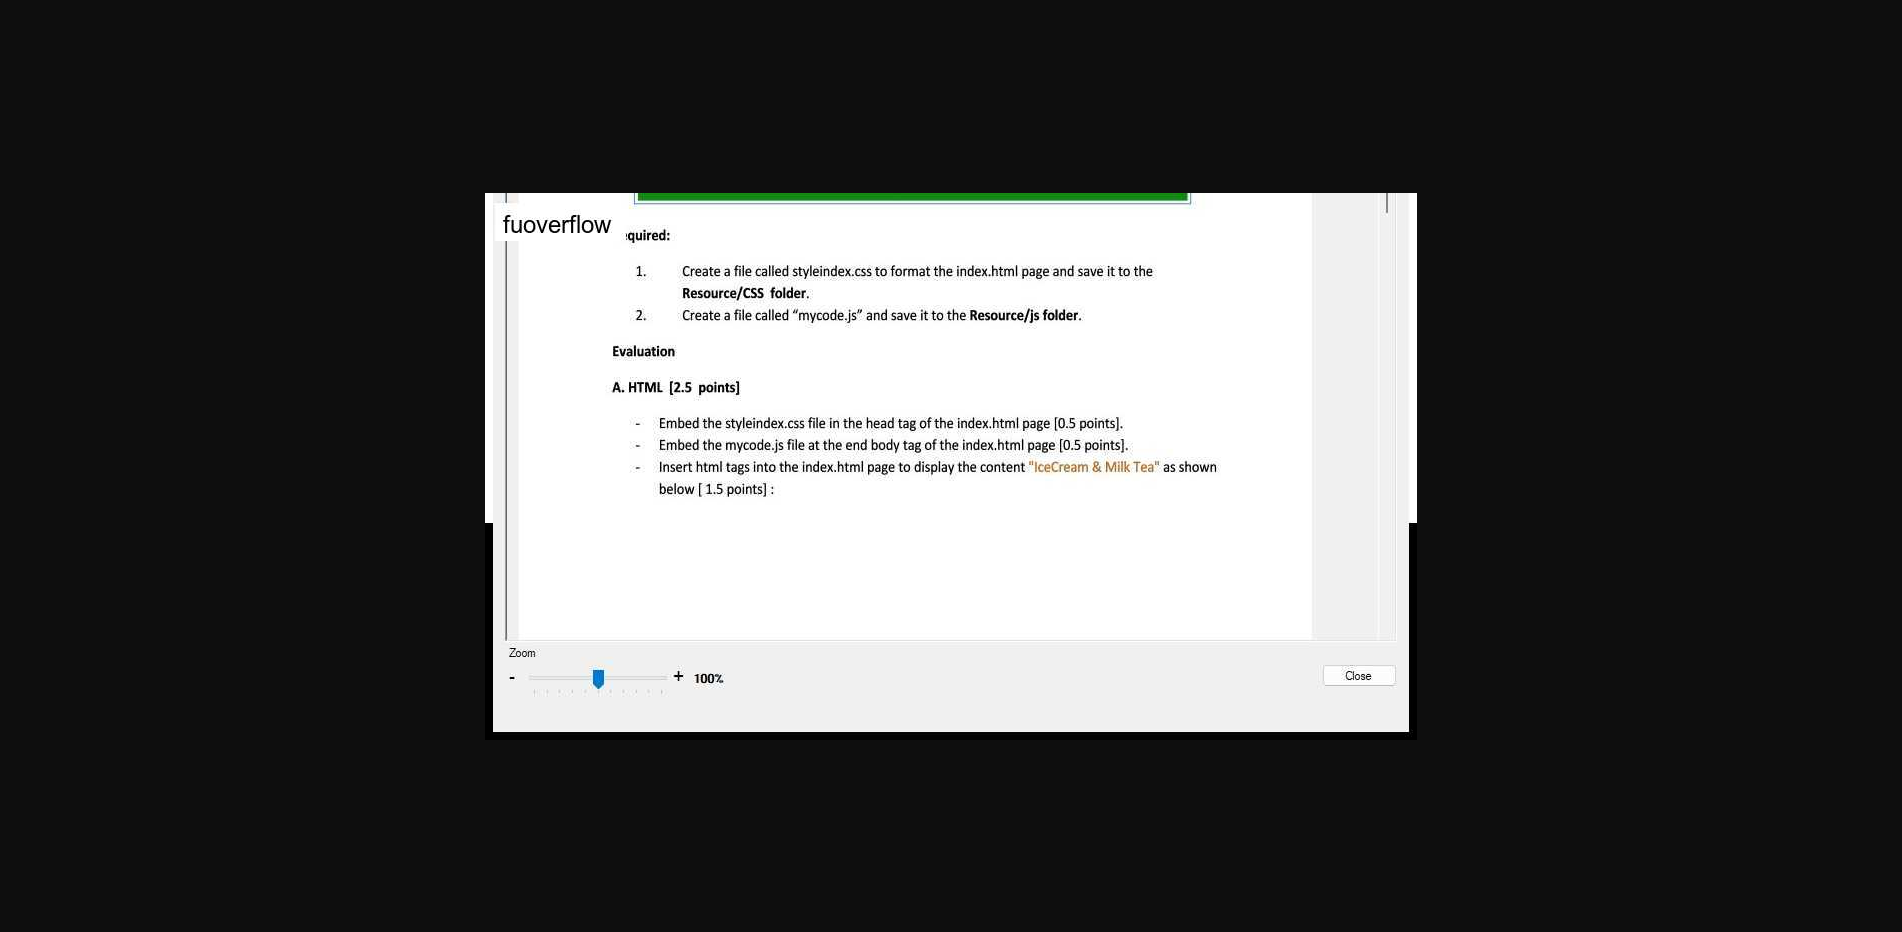 fuoverflow
equired:
1. Create a file called styleindex.css to format the index.html page and save it to the
Resource/CSS folder.
2. Create a file called “mycode.js” and save it to the Resource/js folder.
Evaluation
A. HTML [2.5 points]
- Embed the styleindex.css file in the head tag of the index.html page [0.5 points].
- Embed the mycode.js file at the end body tag of the index.html page [0.5 points].
- Insert html tags into the index.html page to display the content "IceCream & Milk Tea" as shown
below [ 1.5 points] :
Zoom
- + 100%
Close